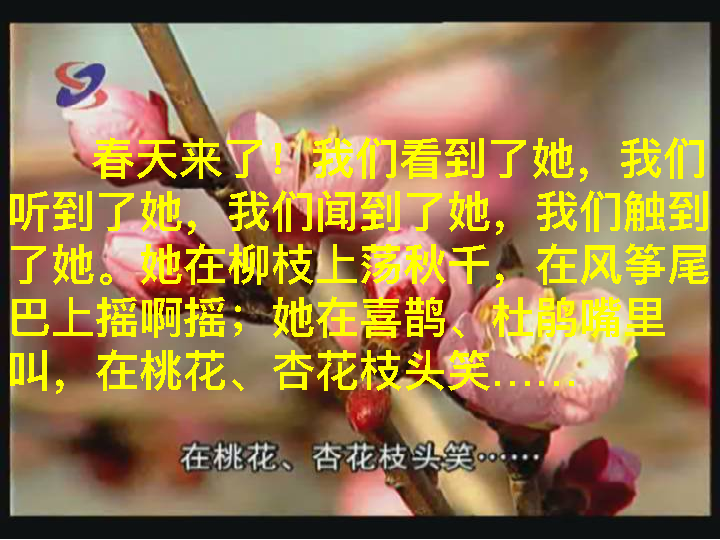 春天来了！我们看到了她，我们
听到了她，我们闻到了她，我们触到
了她。她在柳枝上荡秋千，在风筝尾
巴上摇啊摇；她在喜鹊、杜鹃嘴里
叫，在桃花、杏花枝头笑……
在桃花、杏花枝头笑……